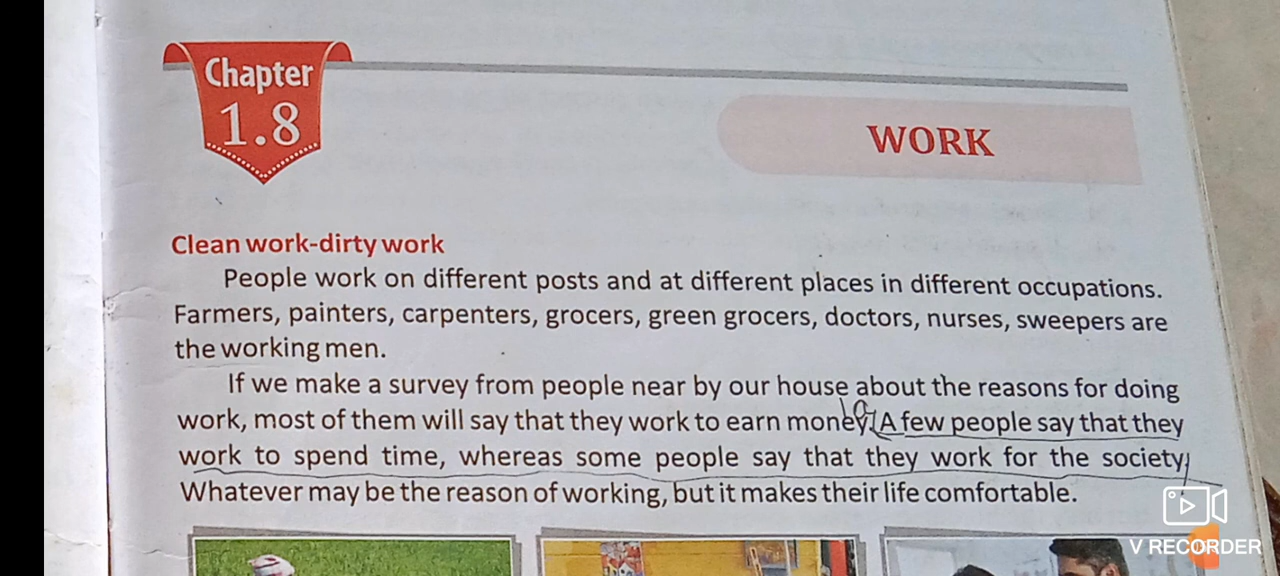 Chapter
1.8
WORK
Clean work-dirty work
People work on different posts and at different places in different occupations.
Farmers, painters, carpenters, grocers, green grocers, doctors, nurses, sweepers are
the working men.
If we make a survey from people near by our house about the reasons for doing
work, most of them will say that they work to earn money. A few people say that they
work to spend time, whereas some people say that they work for the society
Whatever may be the reason of working, but it makes their life comfortable.
V RECORDER